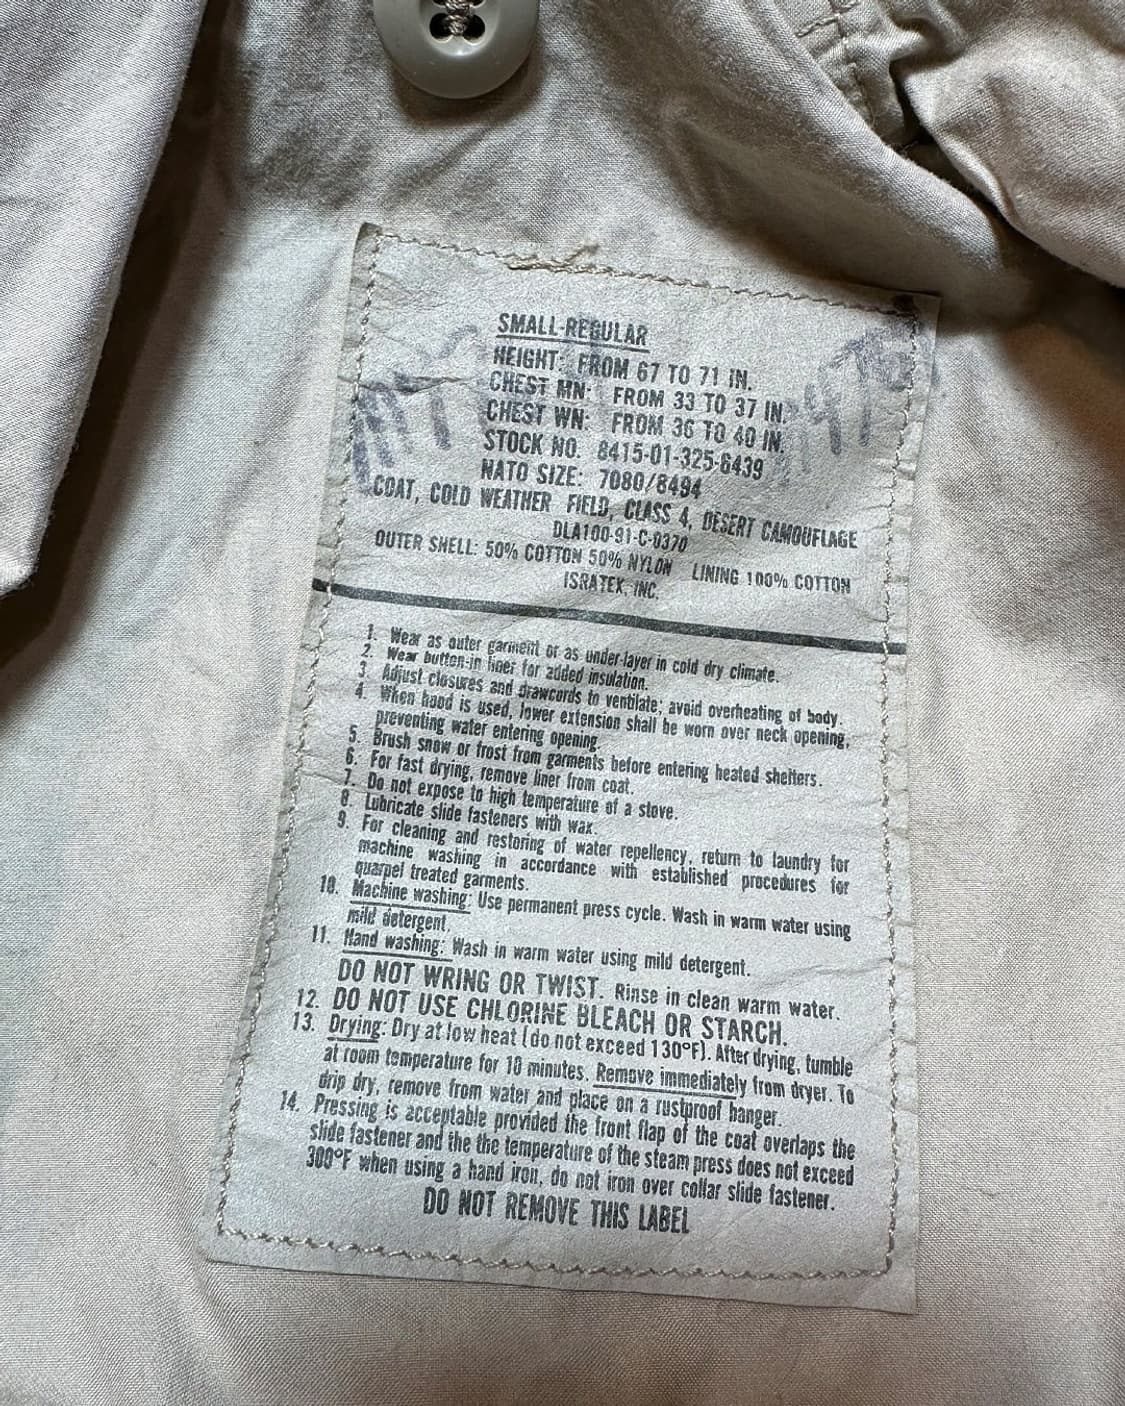 SMALL-REGULAR
HEIGHT: FROM 67 TO 71 IN.
CHEST MN: FROM 33 TO 37 IN.
CHEST WN: FROM 36 TO 40 IN.
STOCK NO. 8415-01-325-6439
NATO SIZE: 7080/8494
COAT, COLD WEATHER FIELD, CLASS 4, DESERT CAMOUFLAGE
DLA100-91-C-0370
OUTER SHELL: 50% COTTON 50% NYLON LINING 100% COTTON
ISRATEX, INC.
1. Wear as outer garment or as under-layer in cold dry climate.
2. Wear button-in liner for added insulation.
3. Adjust closures and drawcords to ventilate; avoid overheating of body.
4. When hood is used, lower extension shall be worn over neck opening,
preventing water entering opening.
5. Brush snow or frost from garments before entering heated shelters.
6. For fast drying, remove liner from coat.
7. Do not expose to high temperature of a stove.
8. Lubricate slide fasteners with wax.
9. For cleaning and restoring of water repellency, return to laundry for
machine washing in accordance with established procedures for
quarpel treated garments.
10. Machine washing: Use permanent press cycle. Wash in warm water using
mild detergent.
11. Hand washing: Wash in warm water using mild detergent.
DO NOT WRING OR TWIST. Rinse in clean warm water.
12. DO NOT USE CHLORINE BLEACH OR STARCH.
13. Drying: Dry at low heat (do not exceed 130°F). After drying, tumble
at room temperature for 10 minutes. Remove immediately from dryer. To
drip dry, remove from water and place on a rustproof hanger.
14. Pressing is acceptable provided the front flap of the coat overlaps the
slide fastener and the the temperature of the steam press does not exceed
300°F when using a hand iron, do not iron over collar slide fastener.
DO NOT REMOVE THIS LABEL